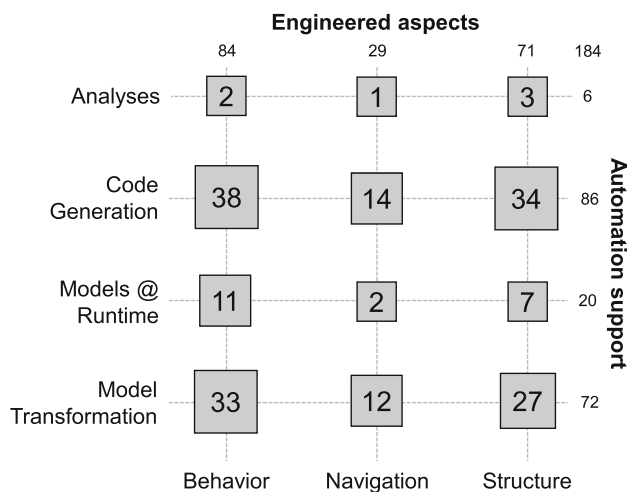 Engineered aspects
84 29 71 184
Analyses 2 1 3 6
Code
Generation 38 14 34 86
Models @
Runtime 11 2 7 20
Model
Transformation 33 12 27 72
Automation support
Behavior Navigation Structure